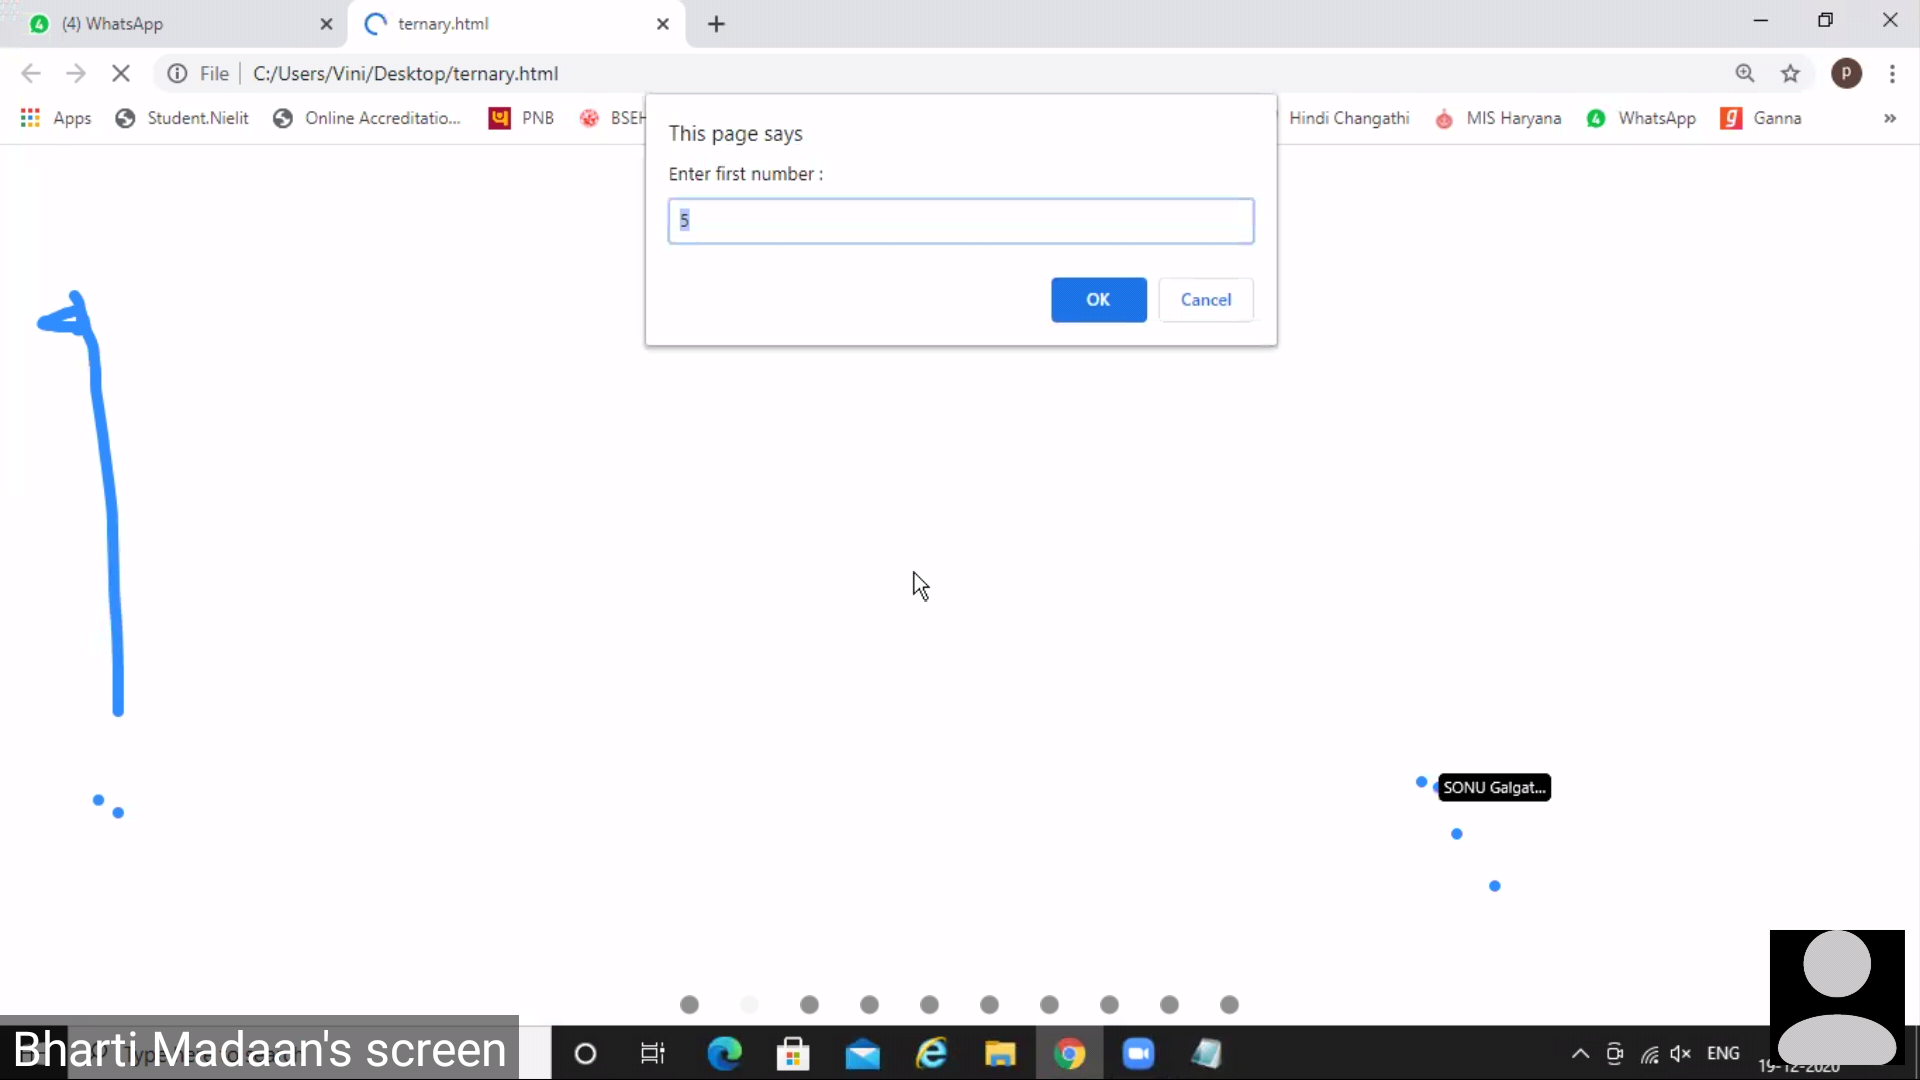 (4) WhatsApp
ternary.html
File
C:/Users/Vini/Desktop/ternary.html
Apps
Student.Nielit
Online Accreditatio...
PNB
BSEH
Hindi Changathi
MIS Haryana
WhatsApp
Ganna
»
This page says
Enter first number :
5
OK
Cancel
SONU Galgat...
Bharti Madaan's screen
ENG
19-12-2020